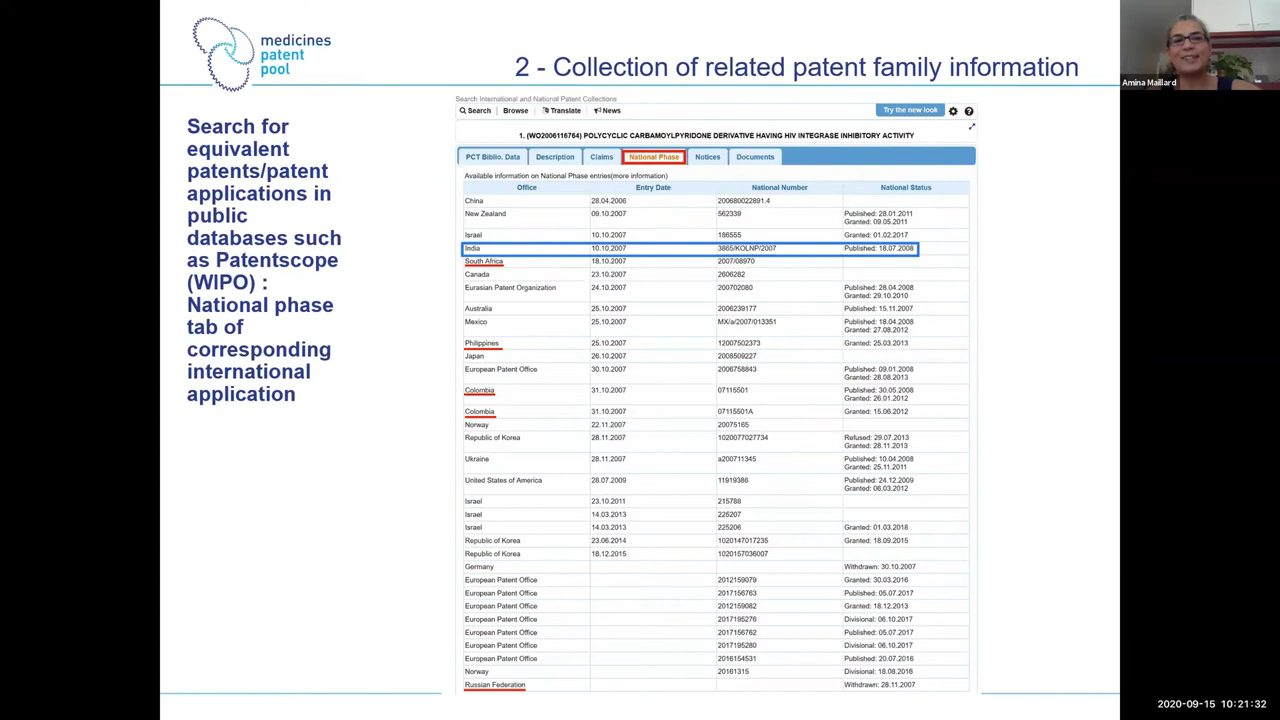 medicines
patent
pool
2 - Collection of related patent family information
Amina Maillard
Search for
equivalent
patents/patent
applications in
public
databases such
as Patentscope
(WIPO) :
National phase
tab of
corresponding
international
application
Search International and National Patent Collections
Search Browse Translate News Try the new look
1. (WO2006116764) POLYCYCLIC CARBAMOYLPYRIDONE DERIVATIVE HAVING HIV INTEGRASE INHIBITORY ACTIVITY
PCT Biblio. Data Description Claims National Phase Notices Documents
Available information on National Phase entries(more information)
Office Entry Date National Number National Status
China 28.04.2006 200680022891.4
New Zealand 09.10.2007 562339 Published: 28.01.2011
Granted: 09.05.2011
Israel 10.10.2007 186555 Granted: 01.02.2017
India 10.10.2007 3865/KOLNP/2007 Published: 18.07.2008
South Africa 18.10.2007 2007/08970
Canada 23.10.2007 2606282
Eurasian Patent Organization 24.10.2007 200702080 Published: 28.04.2008
Granted: 29.10.2010
Australia 25.10.2007 2006239177 Published: 15.11.2007
Mexico 25.10.2007 MX/a/2007/013351 Published: 18.04.2008
Granted: 27.08.2012
Philippines 25.10.2007 12007502373 Granted: 25.03.2013
Japan 26.10.2007 2008509227
European Patent Office 30.10.2007 2006758843 Published: 09.01.2008
Granted: 28.08.2013
Colombia 31.10.2007 07115501 Published: 30.05.2008
Granted: 26.01.2012
Colombia 31.10.2007 07115501A Granted: 15.06.2012
Norway 22.11.2007 20075165
Republic of Korea 28.11.2007 1020077027734 Refused: 29.07.2013
Granted: 28.11.2013
Ukraine 28.11.2007 a200711345 Published: 10.04.2008
Granted: 25.11.2011
United States of America 28.07.2009 11919386 Published: 24.12.2009
Granted: 06.03.2012
Israel 23.10.2011 215788
Israel 14.03.2013 225207
Israel 14.03.2013 225206 Granted: 01.03.2018
Republic of Korea 23.06.2014 1020147017235 Granted: 18.09.2015
Republic of Korea 18.12.2015 1020157036007
Germany Withdrawn: 30.10.2007
European Patent Office 2012159079 Granted: 30.03.2016
European Patent Office 2017156763 Published: 05.07.2017
European Patent Office 2012159082 Granted: 18.12.2013
European Patent Office 2017195276 Divisional: 06.10.2017
European Patent Office 2017156762 Published: 05.07.2017
European Patent Office 2017195280 Divisional: 06.10.2017
European Patent Office 2016154531 Published: 20.07.2016
Norway 20161315 Divisional: 18.08.2016
Russian Federation Withdrawn: 28.11.2007
2020-09-15 10:21:32